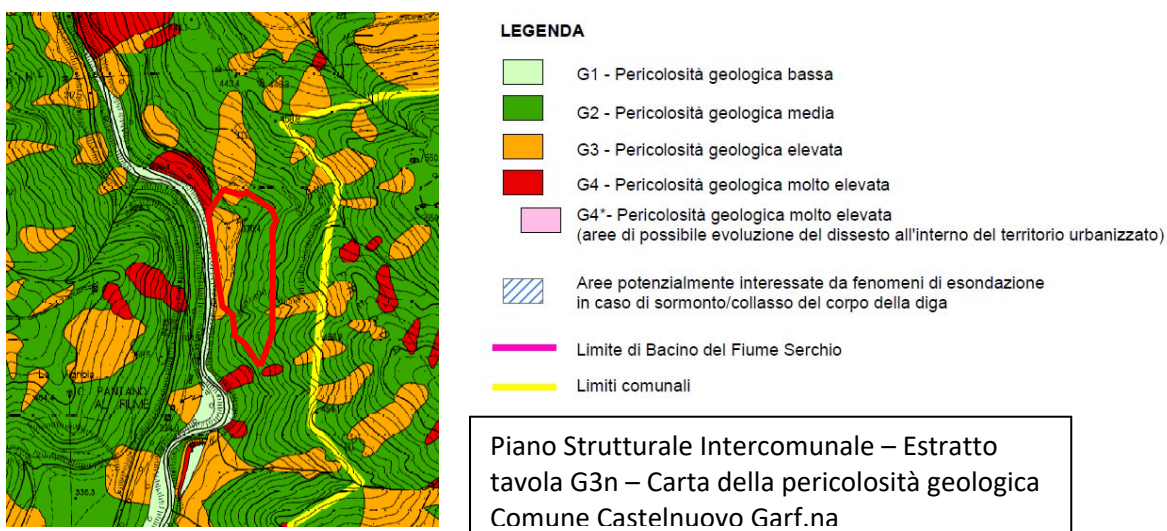 LEGENDA
G1 - Pericolosità geologica bassa
G2 - Pericolosità geologica media
G3 - Pericolosità geologica elevata
G4 - Pericolosità geologica molto elevata
G4*- Pericolosità geologica molto elevata
(aree di possibile evoluzione del dissesto all'interno del territorio urbanizzato)
Aree potenzialmente interessate da fenomeni di esondazione
in caso di sormonto/collasso del corpo della diga
Limite di Bacino del Fiume Serchio
Limiti comunali
Piano Strutturale Intercomunale – Estratto
tavola G3n – Carta della pericolosità geologica
Comune Castelnuovo Garf.na
443.4
PANTANO
AL FIUME